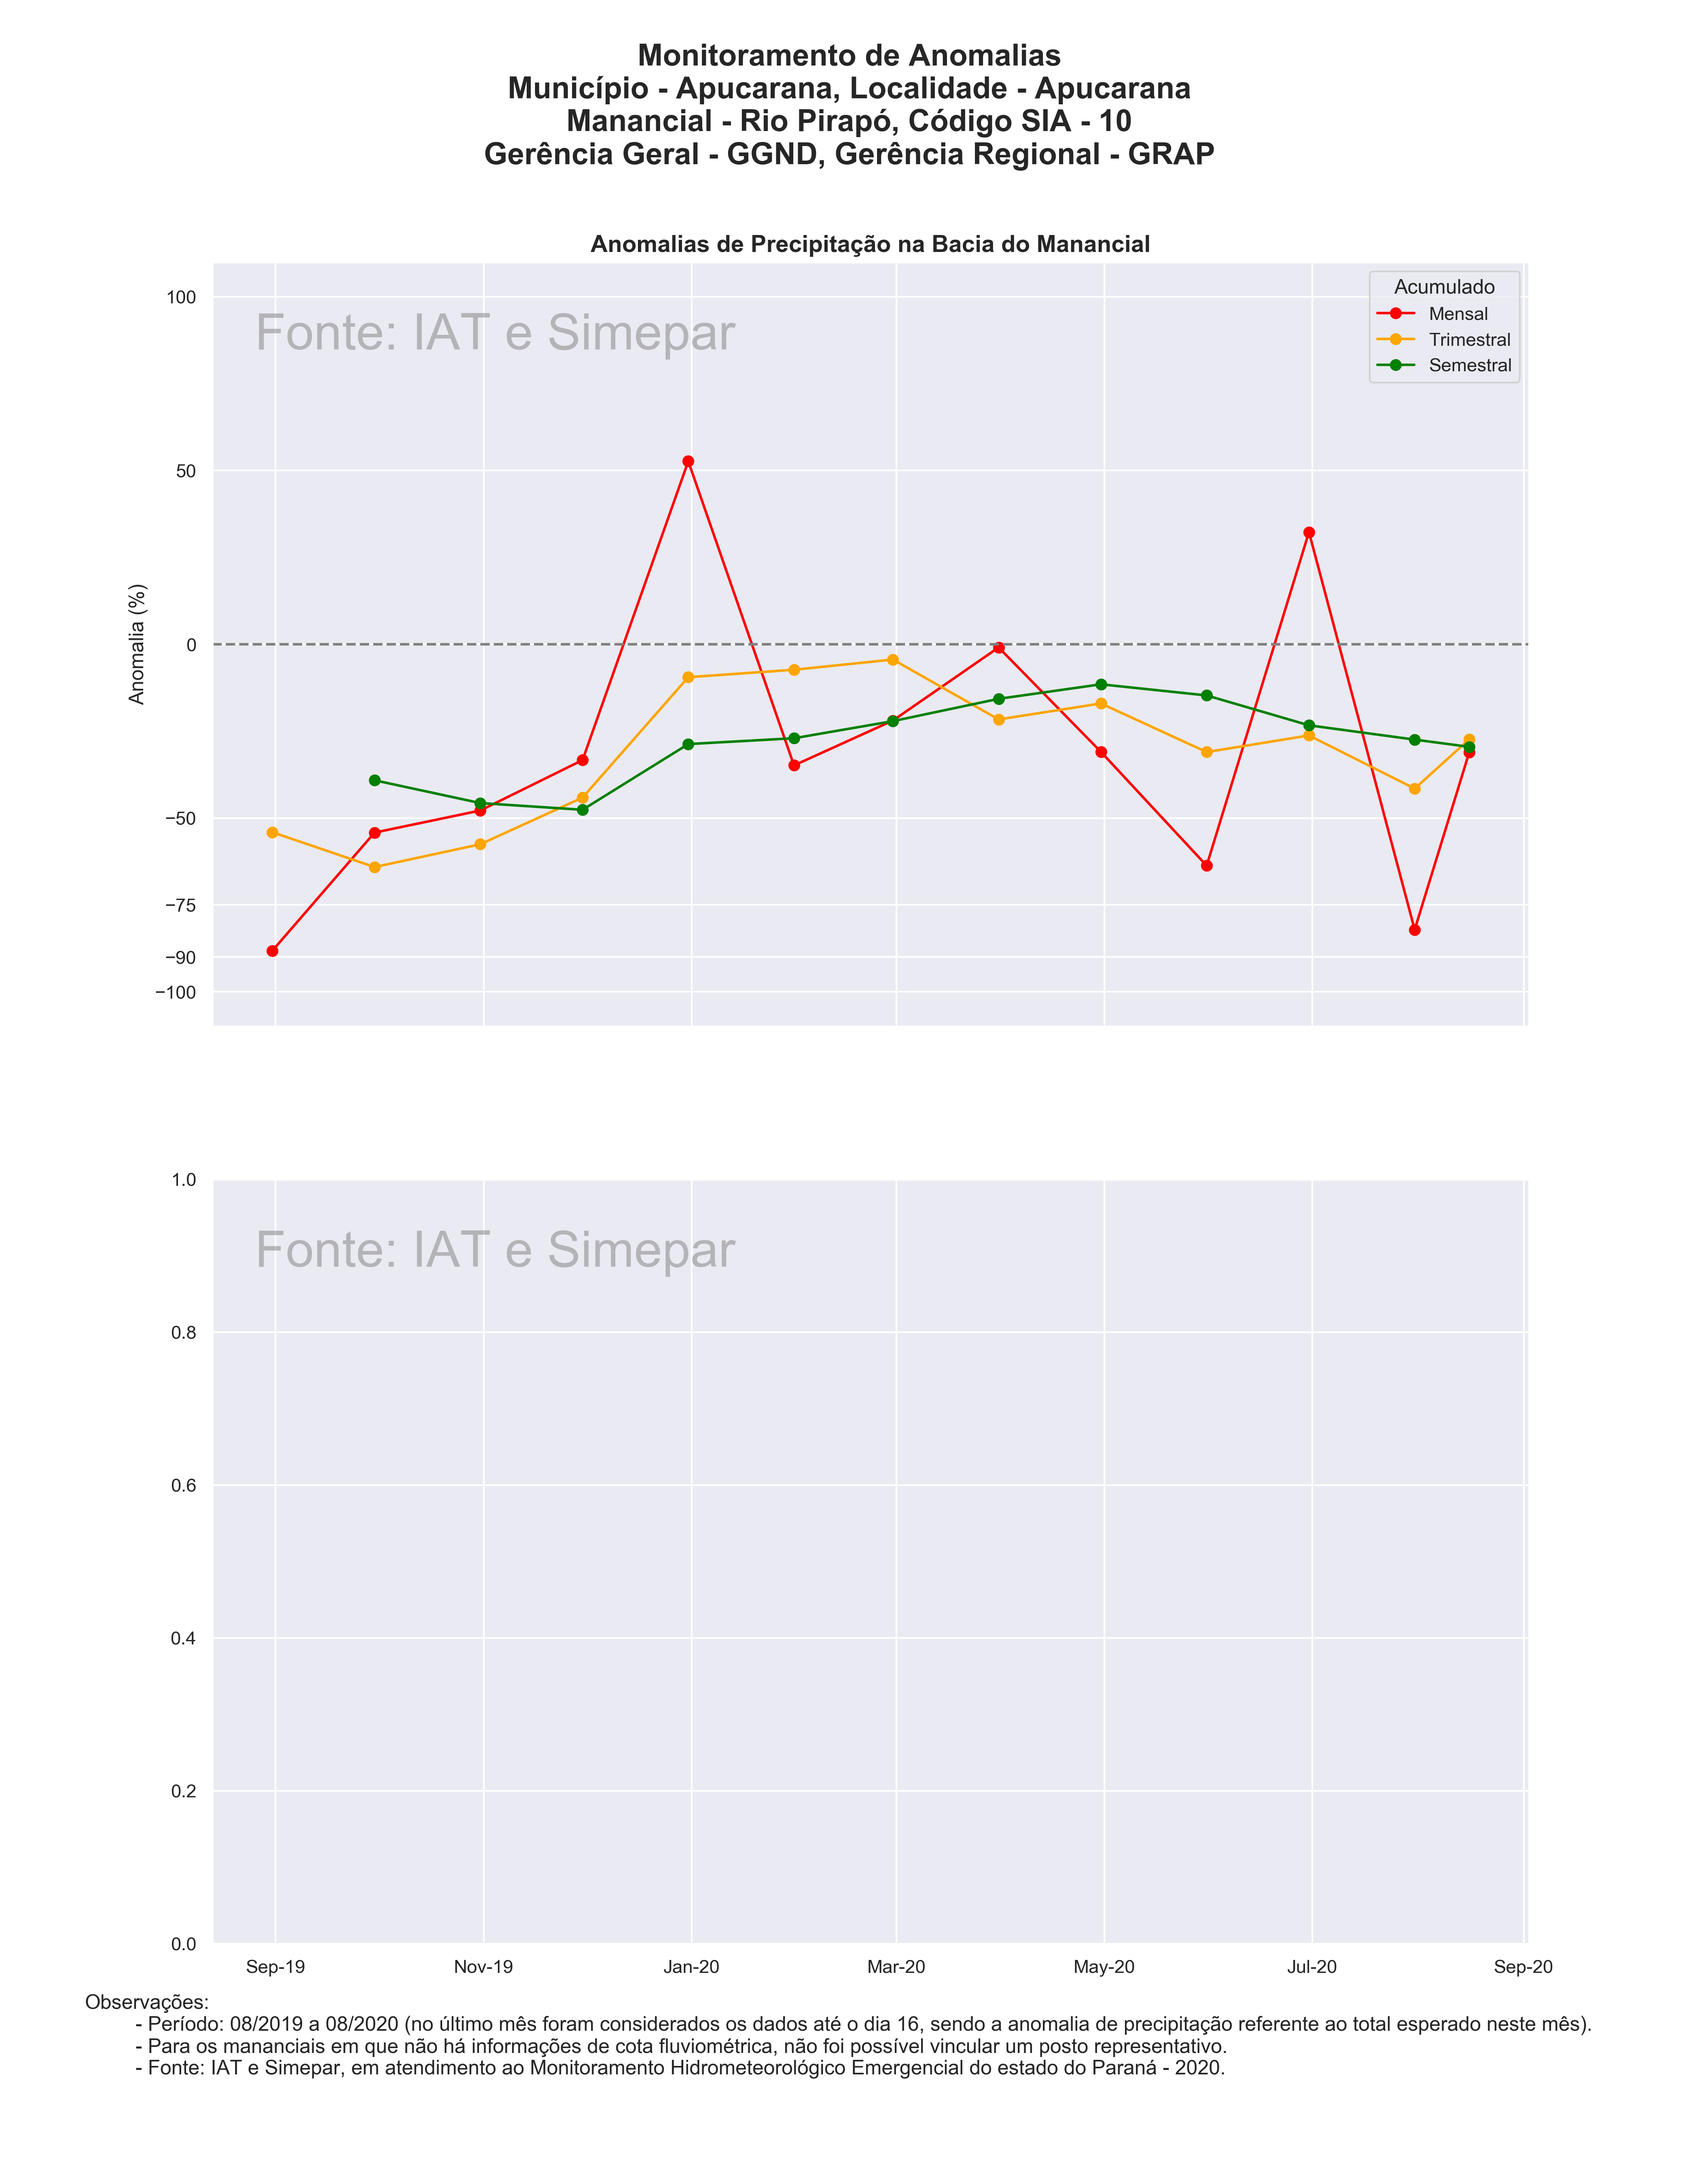 Monitoramento de Anomalias
Município - Apucarana, Localidade - Apucarana
Manancial - Rio Pirapó, Código SIA - 10
Gerência Geral - GGND, Gerência Regional - GRAP
Anomalias de Precipitação na Bacia do Manancial
Fonte: IAT e Simepar
Acumulado
Mensal
Trimestral
Semestral
Anomalia (%)
100
50
0
−50
−75
−90
−100
Fonte: IAT e Simepar
1.0
0.8
0.6
0.4
0.2
0.0
Sep-19 Nov-19 Jan-20 Mar-20 May-20 Jul-20 Sep-20
Observações:
- Período: 08/2019 a 08/2020 (no último mês foram considerados os dados até o dia 16, sendo a anomalia de precipitação referente ao total esperado neste mês).
- Para os mananciais em que não há informações de cota fluviométrica, não foi possível vincular um posto representativo.
- Fonte: IAT e Simepar, em atendimento ao Monitoramento Hidrometeorológico Emergencial do estado do Paraná - 2020.